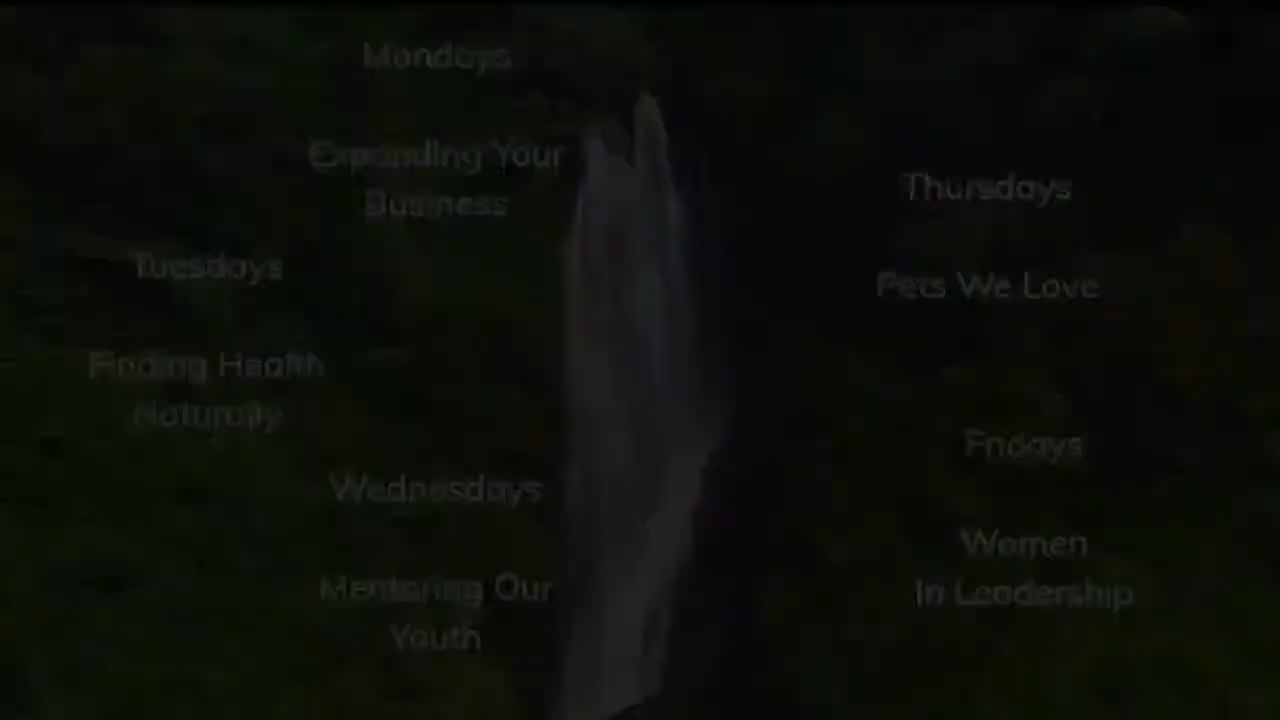 Mondays
Expanding Your
Business
Tuesdays
Finding Health
Naturally
Wednesdays
Mentoring Our
Youth
Thursdays
Pets We Love
Fridays
Women
In Leadership